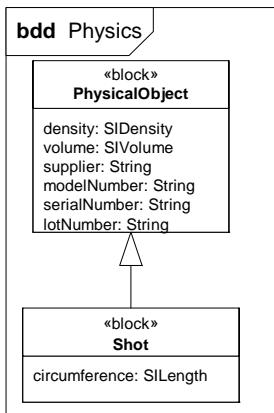 bdd Physics
«block»
PhysicalObject
density: SIDensity
volume: SIVolume
supplier: String
modelNumber: String
serialNumber: String
lotNumber: String
«block»
Shot
circumference: SILength